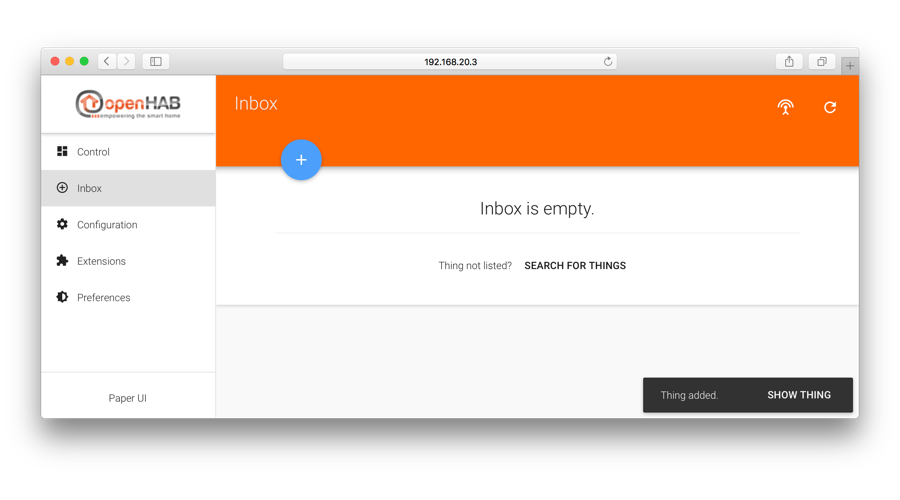 192.168.20.3
openHAB
empowering the smart home
Inbox
Control
Inbox
Configuration
Extensions
Preferences
Inbox is empty.
Thing not listed? SEARCH FOR THINGS
Paper UI
Thing added. SHOW THING